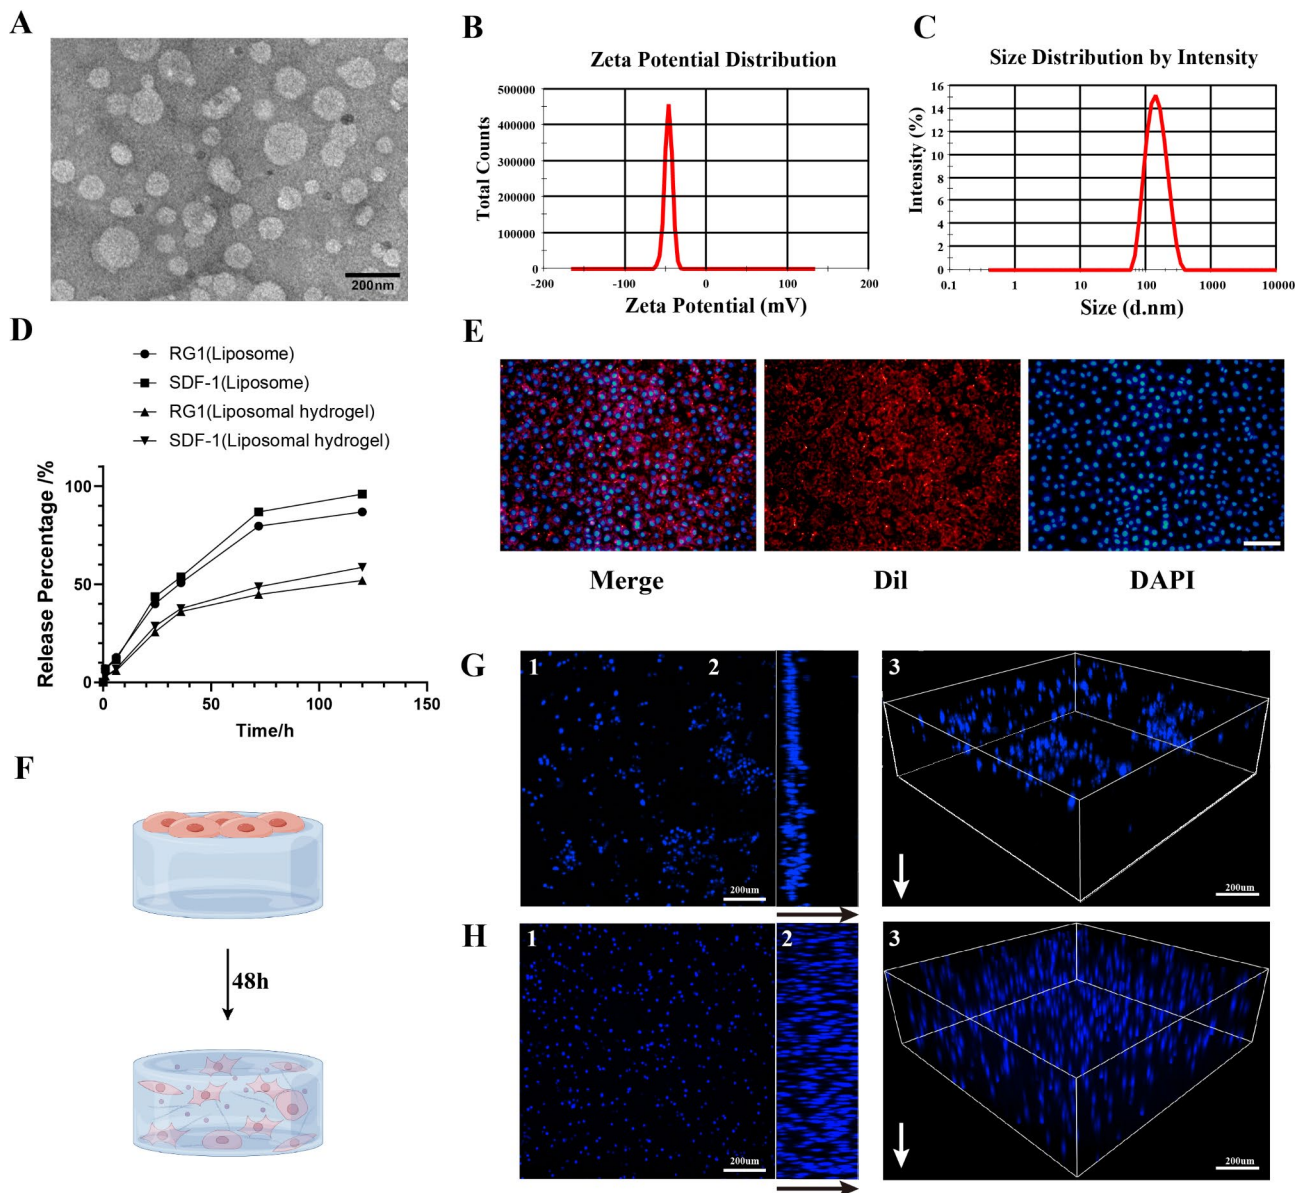 A
200nm
B
Zeta Potential Distribution
500000
400000
300000
200000
100000
0
-200
-100
0
100
200
Total Counts
Zeta Potential (mV)
C
Size Distribution by Intensity
16
14
12
10
8
6
4
2
0
0.1
1
10
100
1000
10000
Intensity (%)
Size (d.nm)
D
RG1(Liposome)
SDF-1(Liposome)
RG1(Liposomal hydrogel)
SDF-1(Liposomal hydrogel)
100
50
0
0
50
100
150
Release Percentage /%
Time/h
E
Merge
Dil
DAPI
F
48h
G
1
2
200um
3
200um
H
1
2
200um
3
200um